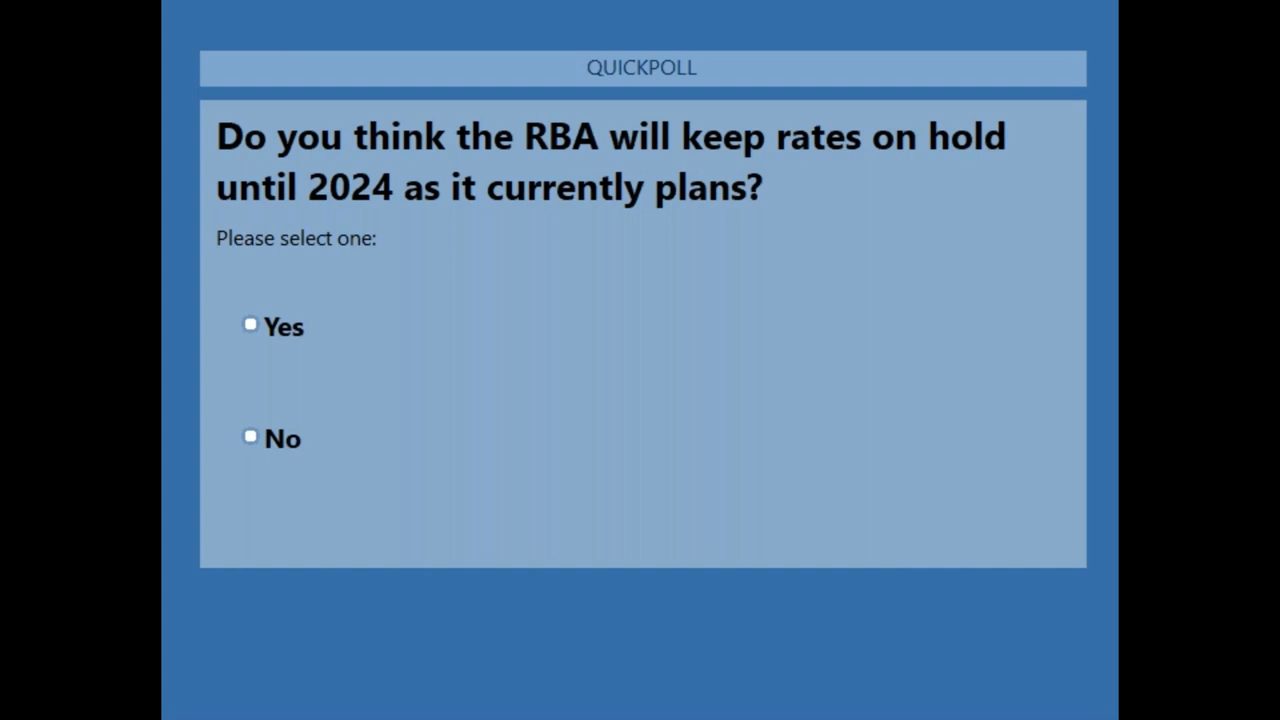 QUICKPOLL
Do you think the RBA will keep rates on hold
until 2024 as it currently plans?
Please select one:
Yes
No